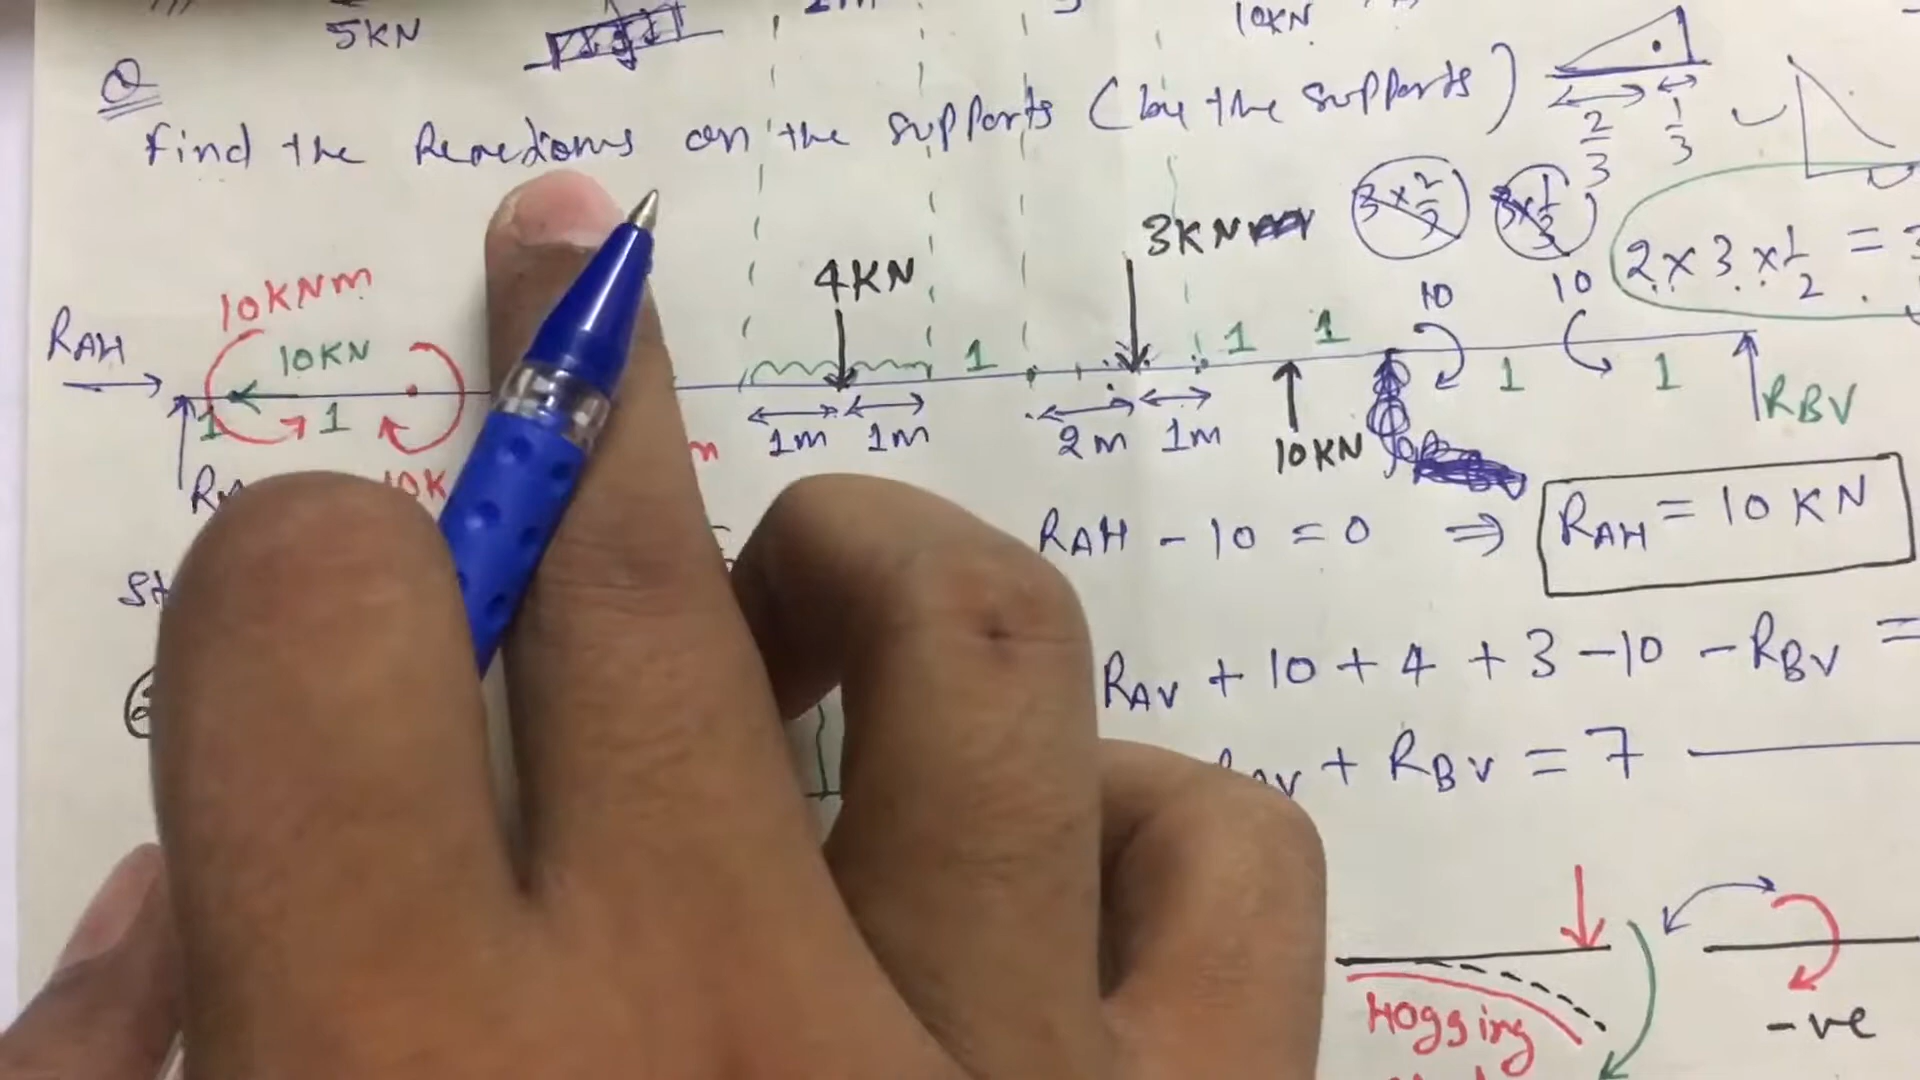 5KN
10KN
Q
Find the Reactions on the supports (by the supports)
2/3 1/3
3×2/3 3×1/3
2×3×1/2 =
3KN
4KN
10KNm
10 10
RAH
10KN
1 1 1
1 1 1 1
1m 1m
2m 1m
10KN
RBV
m
10K
RAH - 10 = 0 ⇒ RAH = 10 KN
St
RAV + 10 + 4 + 3 - 10 - RBV =
+ RBV = 7
Hogging
-ve